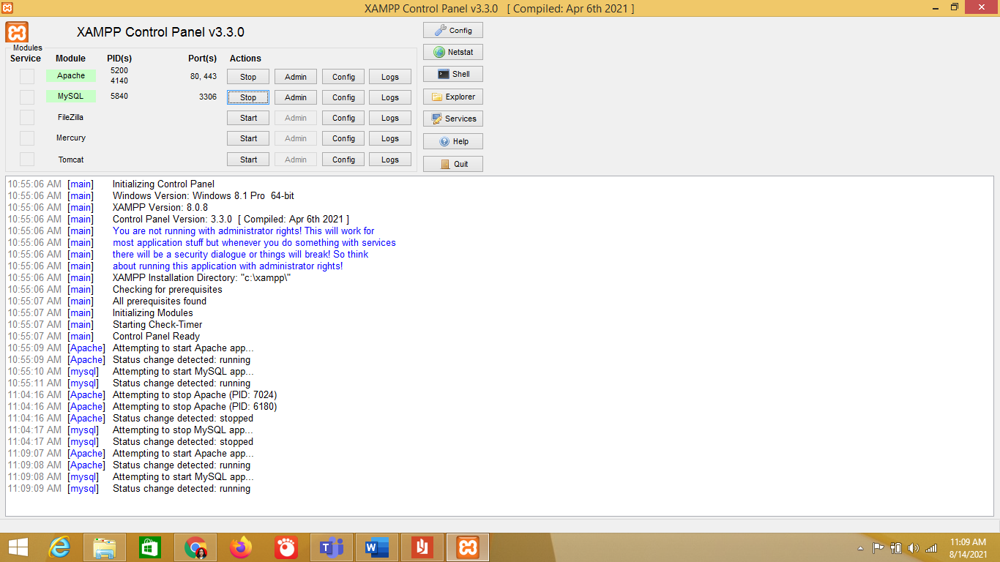 XAMPP Control Panel v3.3.0 [ Compiled: Apr 6th 2021 ]
XAMPP Control Panel v3.3.0
Config
Netstat
Shell
Explorer
Services
Help
Quit
Modules
Service Module PID(s) Port(s) Actions
Apache 5200 4140 80, 443 Stop Admin Config Logs
MySQL 5840 3306 Stop Admin Config Logs
FileZilla Start Admin Config Logs
Mercury Start Admin Config Logs
Tomcat Start Admin Config Logs
10:55:06 AM [main] Initializing Control Panel
10:55:06 AM [main] Windows Version: Windows 8.1 Pro 64-bit
10:55:06 AM [main] XAMPP Version: 8.0.8
10:55:06 AM [main] Control Panel Version: 3.3.0 [ Compiled: Apr 6th 2021 ]
10:55:06 AM [main] You are not running with administrator rights! This will work for
10:55:06 AM [main] most application stuff but whenever you do something with services
10:55:06 AM [main] there will be a security dialogue or things will break! So think
10:55:06 AM [main] about running this application with administrator rights!
10:55:06 AM [main] XAMPP Installation Directory: "c:\xampp\"
10:55:06 AM [main] Checking for prerequisites
10:55:07 AM [main] All prerequisites found
10:55:07 AM [main] Initializing Modules
10:55:07 AM [main] Starting Check-Timer
10:55:07 AM [main] Control Panel Ready
10:55:09 AM [Apache] Attempting to start Apache app...
10:55:09 AM [Apache] Status change detected: running
10:55:10 AM [mysql] Attempting to start MySQL app...
10:55:11 AM [mysql] Status change detected: running
11:04:16 AM [Apache] Attempting to stop Apache (PID: 7024)
11:04:16 AM [Apache] Attempting to stop Apache (PID: 6180)
11:04:16 AM [Apache] Status change detected: stopped
11:04:17 AM [mysql] Attempting to stop MySQL app...
11:04:17 AM [mysql] Status change detected: stopped
11:09:07 AM [Apache] Attempting to start Apache app...
11:09:08 AM [Apache] Status change detected: running
11:09:08 AM [mysql] Attempting to start MySQL app...
11:09:09 AM [mysql] Status change detected: running
11:09 AM
8/14/2021